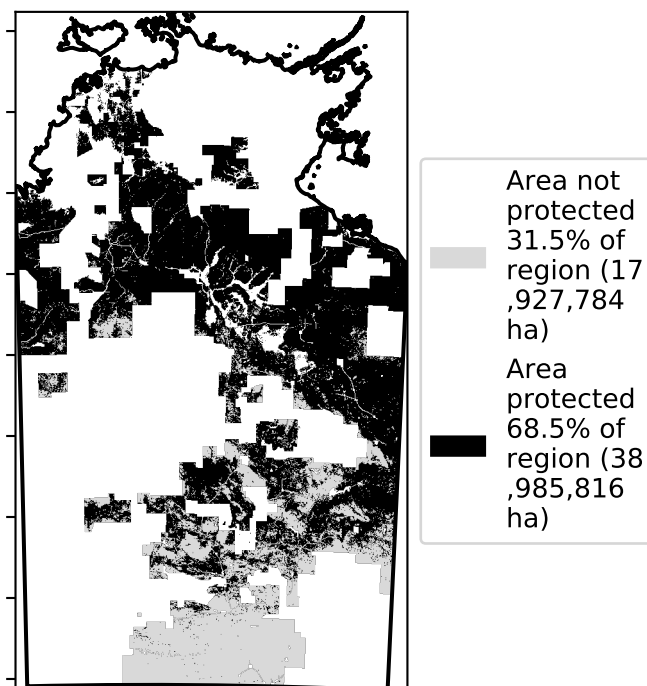 Area not
protected
31.5% of
region (17
,927,784
ha)
Area
protected
68.5% of
region (38
,985,816
ha)